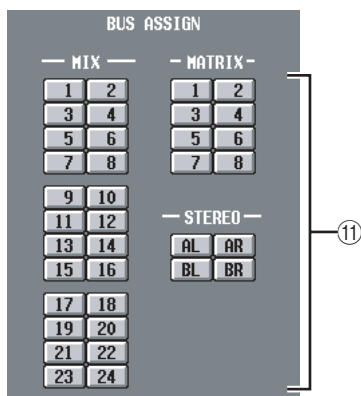 BUS ASSIGN
MIX
MATRIX
1 2 1 2
3 4 3 4
5 6 5 6
7 8 7 8
9 10
11 12
13 14
15 16
STEREO
AL AR
BL BR
17 18
19 20
21 22
23 24
⑪